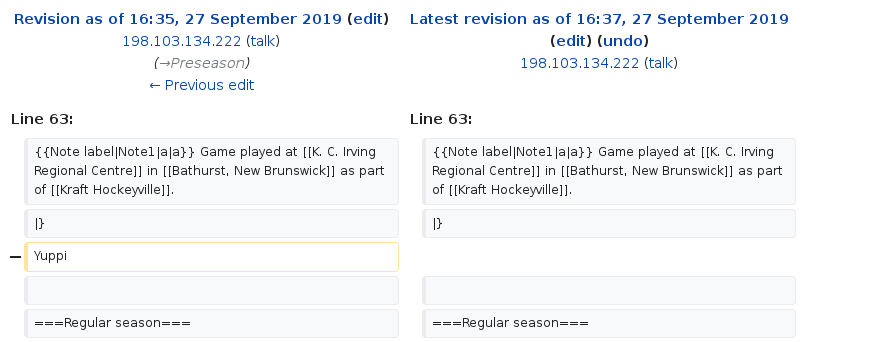 Revision as of 16:35, 27 September 2019 (edit)
198.103.134.222 (talk)
(→Preseason)
← Previous edit
Latest revision as of 16:37, 27 September 2019
(edit) (undo)
198.103.134.222 (talk)
Line 63:
Line 63:
{{Note label|Note1|a|a}} Game played at [[K. C. Irving
Regional Centre]] in [[Bathurst, New Brunswick]] as part
of [[Kraft Hockeyville]].
{{Note label|Note1|a|a}} Game played at [[K. C. Irving
Regional Centre]] in [[Bathurst, New Brunswick]] as part
of [[Kraft Hockeyville]].
|}
|}
− Yuppi
===Regular season===
===Regular season===